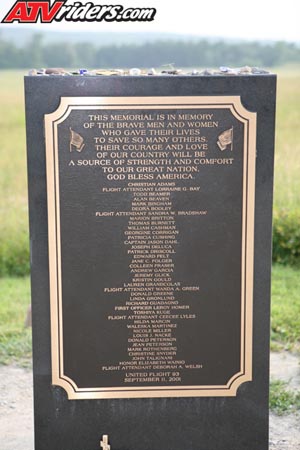 ATVriders.com
THIS MEMORIAL IS IN MEMORY
OF THE BRAVE MEN AND WOMEN
WHO GAVE THEIR LIVES
TO SAVE SO MANY OTHERS.
THEIR COURAGE AND LOVE
OF OUR COUNTRY WILL BE
A SOURCE OF STRENGTH AND COMFORT
TO OUR GREAT NATION.
GOD BLESS AMERICA.
CHRISTIAN ADAMS
FLIGHT ATTENDANT LORRAINE G. BAY
TODD BEAMER
ALAN BEAVEN
MARK BINGHAM
DEORA BODLEY
FLIGHT ATTENDANT SANDRA W. BRADSHAW
MARION BRITTON
THOMAS BURNETT
WILLIAM CASHMAN
GEORGINE CORRIGAN
PATRICIA CUSHING
CAPTAIN JASON DAHL
JOSEPH DELUCA
PATRICK DRISCOLL
EDWARD FELT
JANE C. FOLGER
COLLEEN FRASER
ANDREW GARCIA
JEREMY GLICK
KRISTIN GOULD
LAUREN GRANDCOLAS
FLIGHT ATTENDANT WANDA A. GREEN
DONALD GREENE
LINDA GRONLUND
RICHARD GUADAGNO
FIRST OFFICER LEROY HOMER
TOSHIYA KUGE
FLIGHT ATTENDANT CEECEE LYLES
HILDA MARCIN
WALESKA MARTINEZ
NICOLE MILLER
LOUIS J. NACKE
DONALD PETERSON
JEAN PETERSON
MARK ROTHENBERG
CHRISTINE SNYDER
JOHN TALIGNANI
HONOR ELIZABETH WAINIO
FLIGHT ATTENDANT DEBORAH A. WELSH
UNITED FLIGHT 93
SEPTEMBER 11, 2001